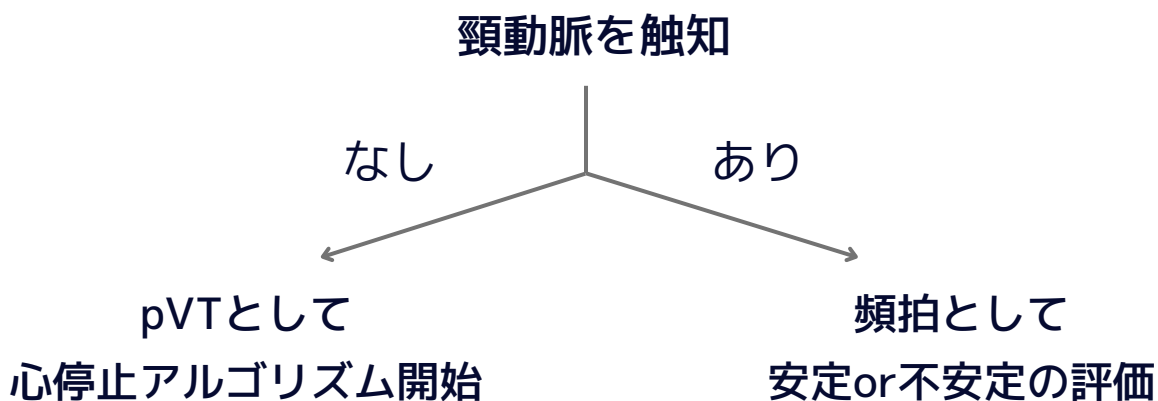 頸動脈を触知
なし
あり
pVTとして
心停止アルゴリズム開始
頻拍として
安定or不安定の評価